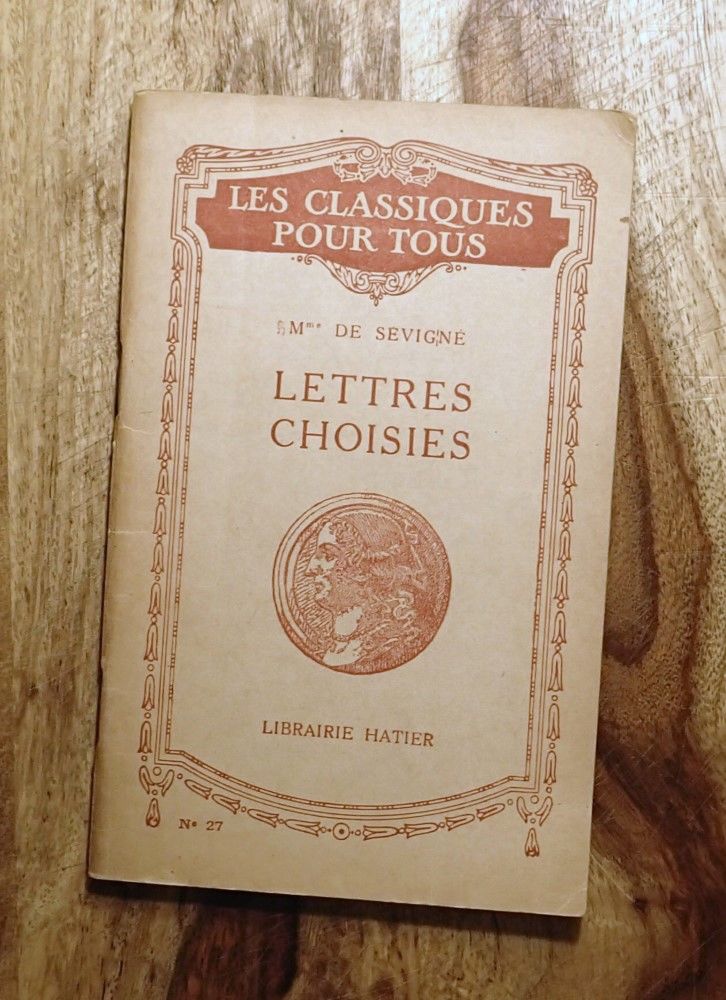 LES CLASSIQUES
POUR TOUS
Mme DE SEVIGNÉ
LETTRES
CHOISIES
LIBRAIRIE HATIER
No 27